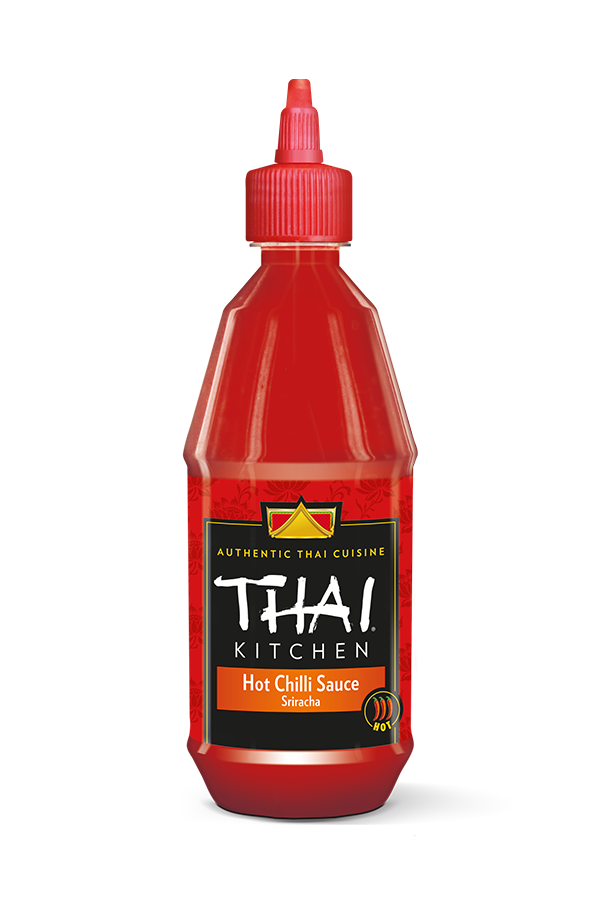 AUTHENTIC THAI CUISINE
THAI®
KITCHEN
Hot Chilli Sauce
Sriracha
HOT